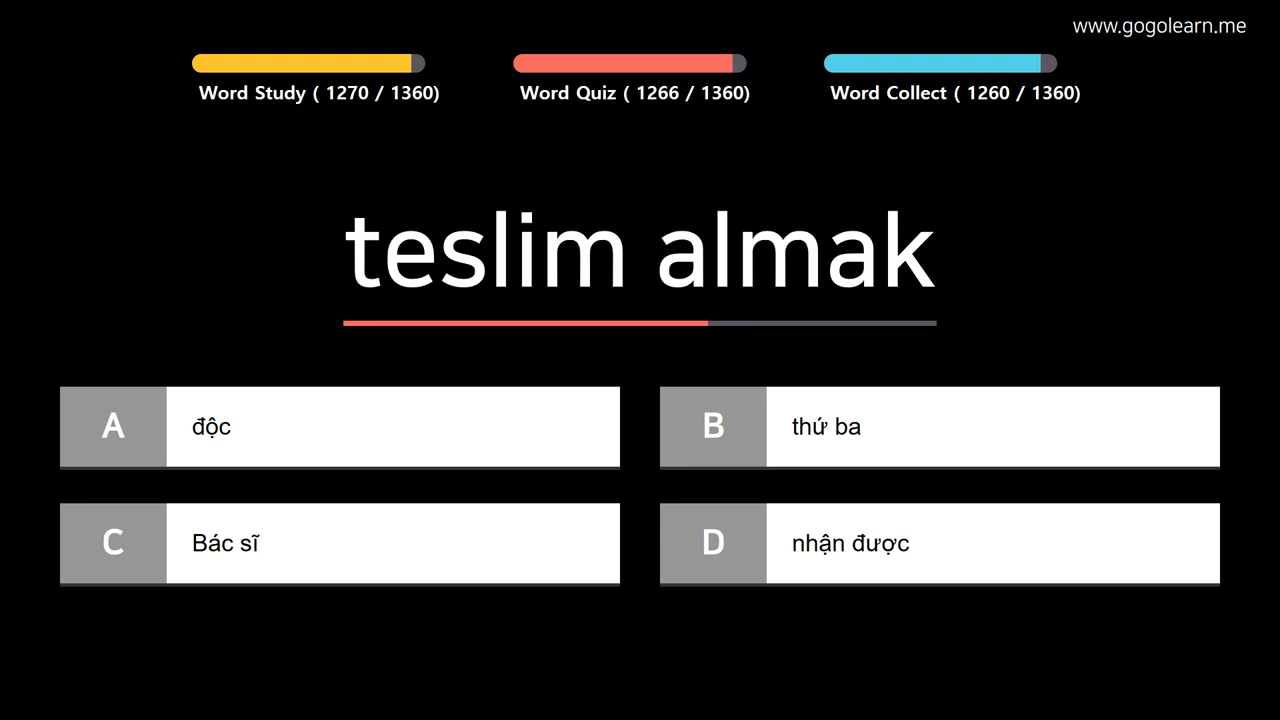 www.gogolearn.me
Word Study ( 1270 / 1360)
Word Quiz ( 1266 / 1360)
Word Collect ( 1260 / 1360)
teslim almak
A độc
B thứ ba
C Bác sĩ
D nhận được